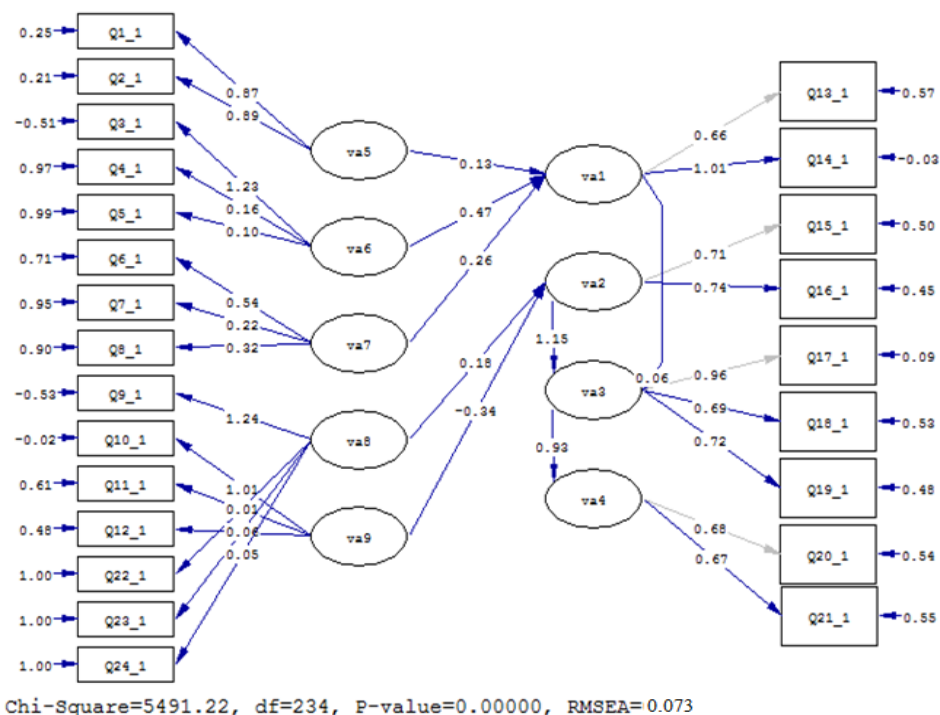 0.25 Q1_1
0.21 Q2_1
-0.51 Q3_1
0.97 Q4_1
0.99 Q5_1
0.71 Q6_1
0.95 Q7_1
0.90 Q8_1
-0.53 Q9_1
-0.02 Q10_1
0.61 Q11_1
0.48 Q12_1
1.00 Q22_1
1.00 Q23_1
1.00 Q24_1
0.87
0.89
1.23
0.16
0.10
0.54
0.22
0.32
1.24
1.01
0.01
0.06
0.05
va5
va6
va7
va8
va9
0.13
0.47
0.26
0.18
-0.34
va1
va2
1.15
va3
0.06
0.93
va4
0.66
1.01
0.71
0.74
0.96
0.69
0.72
0.68
0.67
Q13_1 0.57
Q14_1 -0.03
Q15_1 0.50
Q16_1 0.45
Q17_1 0.09
Q18_1 0.53
Q19_1 0.48
Q20_1 0.54
Q21_1 0.55
Chi-Square=5491.22, df=234, P-value=0.00000, RMSEA=0.073